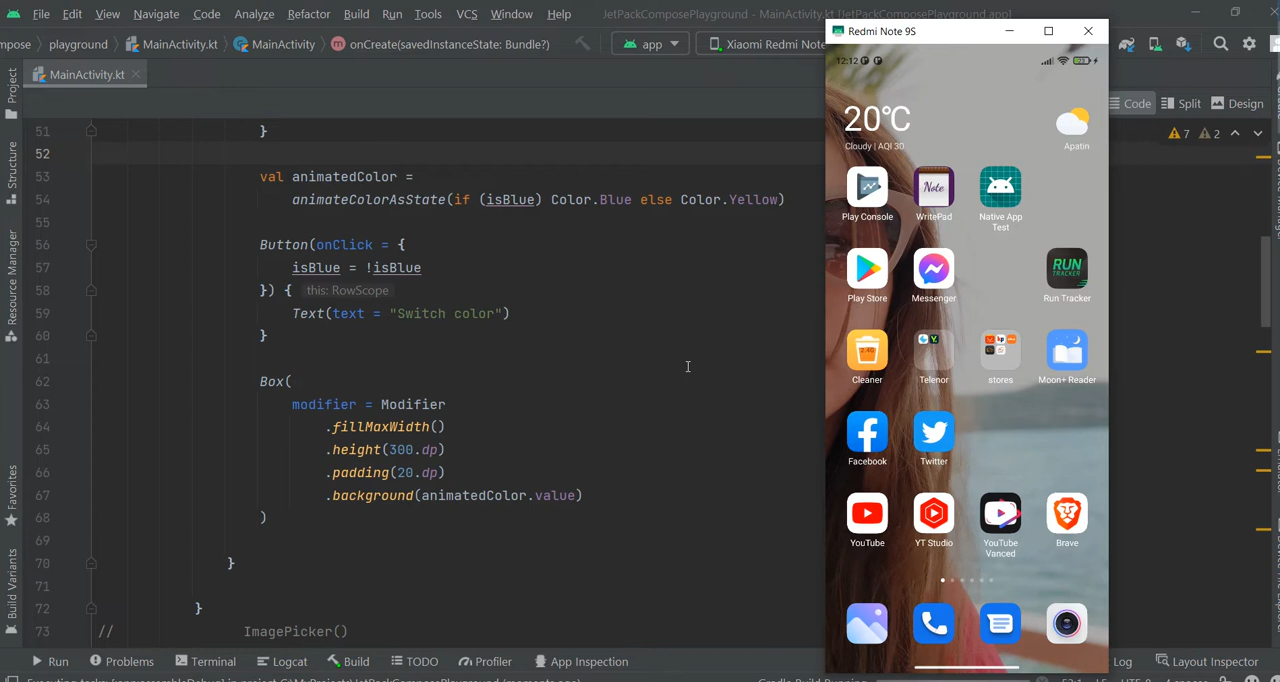 File Edit View Navigate Code Analyze Refactor Build Run Tools VCS Window Help JetPackComposePlayground - MainActivity.kt [JetPackComposePlayground.app]
mpose playground MainActivity.kt MainActivity onCreate(savedInstanceState: Bundle?) app Xiaomi Redmi Note
MainActivity.kt
Code Split Design
7 2
Project
Structure
Resource Manager
Favorites
Build Variants
51 }
52
53 val animatedColor =
54 animateColorAsState(if (isBlue) Color.Blue else Color.Yellow)
55
56 Button(onClick = {
57 isBlue = !isBlue
58 }) { this: RowScope
59 Text(text = "Switch color")
60 }
61
62 Box(
63 modifier = Modifier
64 .fillMaxWidth()
65 .height(300.dp)
66 .padding(20.dp)
67 .background(animatedColor.value)
68 )
69
70 }
71
72 }
73 // ImagePicker()
Redmi Note 9S
12:12
20°C
Cloudy | AQI 30 Apatin
Note
Play Console WritePad Native App
Test
RUN
TRACKER
Play Store Messenger Run Tracker
Cleaner Telenor stores Moon+ Reader
Facebook Twitter
YouTube YT Studio YouTube
Vanced Brave
Run Problems Terminal Logcat Build TODO Profiler App Inspection Log Layout Inspector